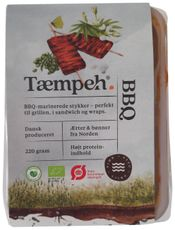 Tæmpeh.
BBQ
BBQ-marinerede stykker – perfekt
til grillen, i sandwich og wraps.
Dansk
produceret
Ærter & bønner
fra Norden
220 gram
Højt protein-
indhold